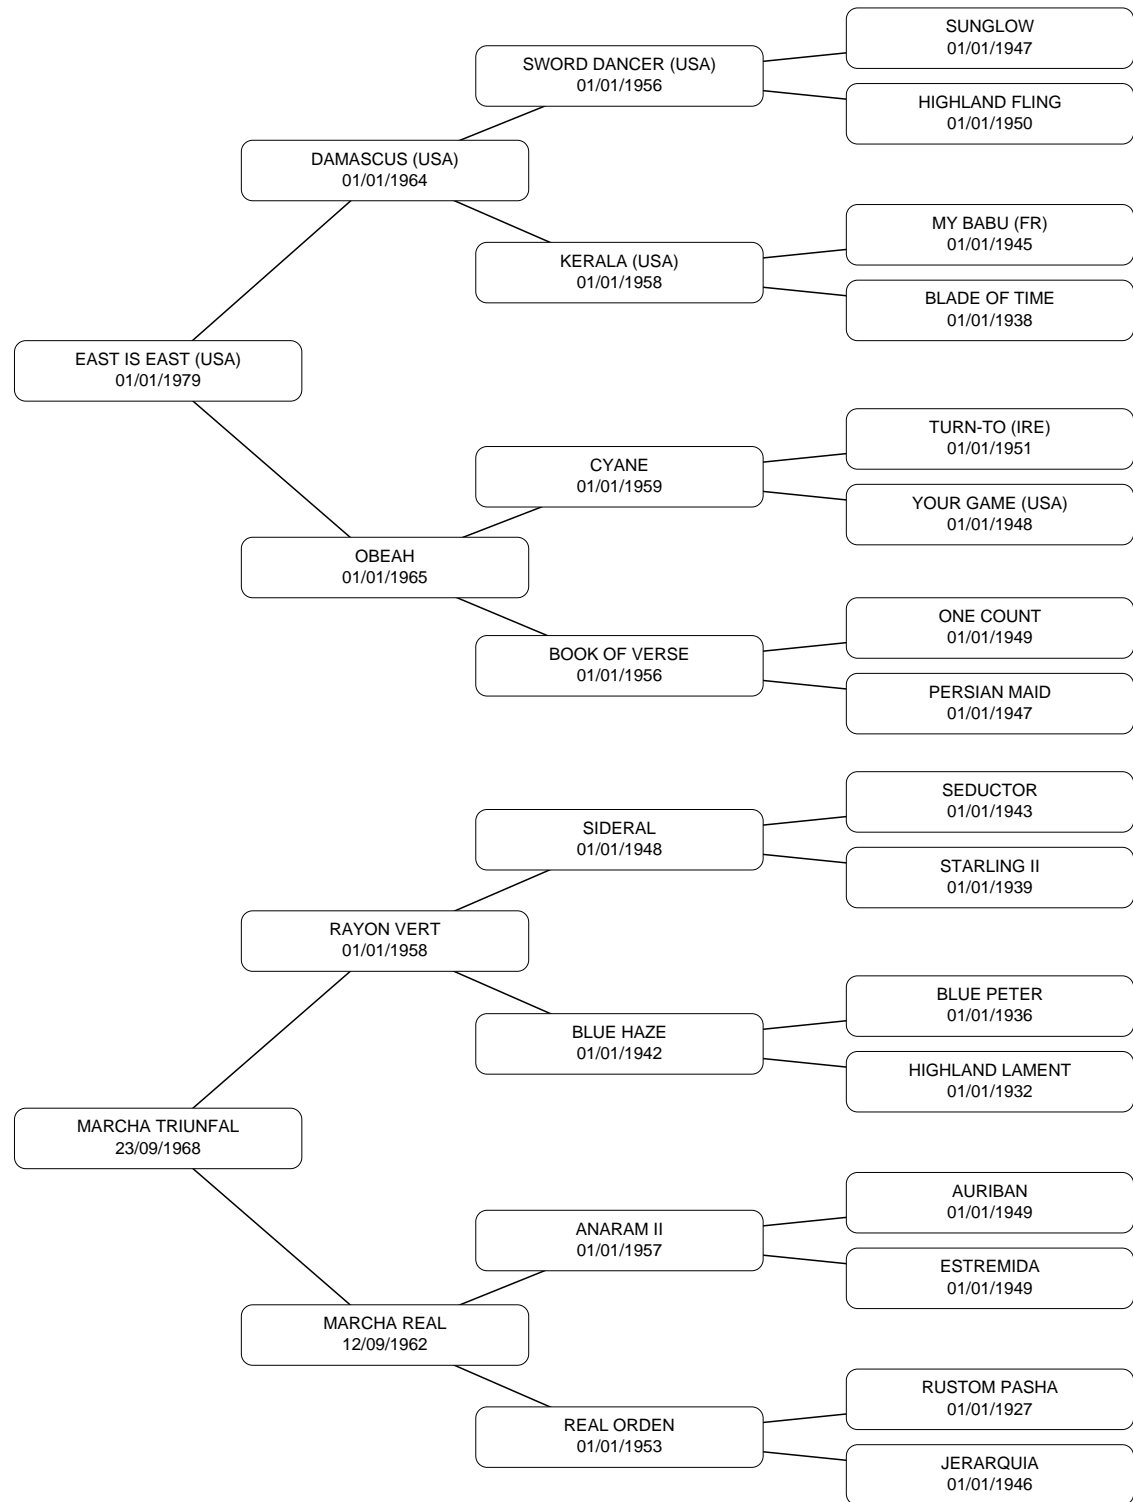 SUNGLOW
01/01/1947
SWORD DANCER (USA)
01/01/1956
HIGHLAND FLING
01/01/1950
DAMASCUS (USA)
01/01/1964
MY BABU (FR)
01/01/1945
KERALA (USA)
01/01/1958
BLADE OF TIME
01/01/1938
EAST IS EAST (USA)
01/01/1979
TURN-TO (IRE)
01/01/1951
CYANE
01/01/1959
YOUR GAME (USA)
01/01/1948
OBEAH
01/01/1965
ONE COUNT
01/01/1949
BOOK OF VERSE
01/01/1956
PERSIAN MAID
01/01/1947
SEDUCTOR
01/01/1943
SIDERAL
01/01/1948
STARLING II
01/01/1939
RAYON VERT
01/01/1958
BLUE PETER
01/01/1936
BLUE HAZE
01/01/1942
HIGHLAND LAMENT
01/01/1932
MARCHA TRIUNFAL
23/09/1968
AURIBAN
01/01/1949
ANARAM II
01/01/1957
ESTREMIDA
01/01/1949
MARCHA REAL
12/09/1962
RUSTOM PASHA
01/01/1927
REAL ORDEN
01/01/1953
JERARQUIA
01/01/1946